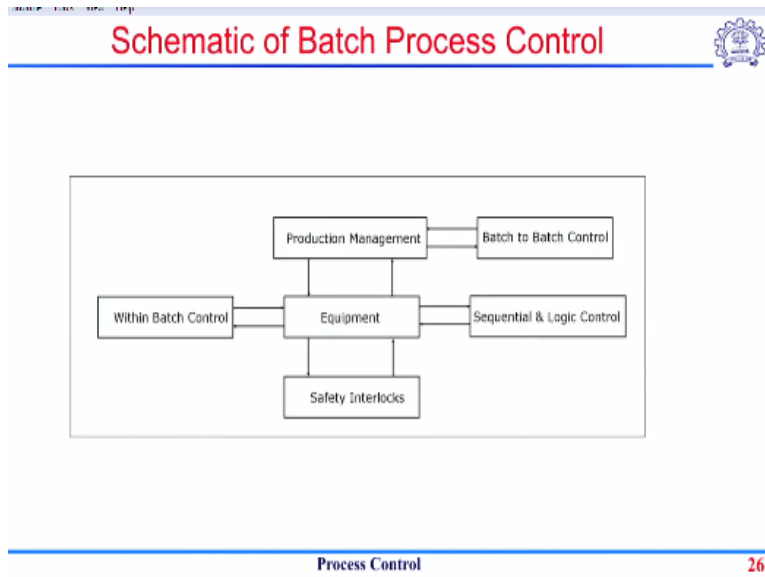 Schematic of Batch Process Control
Production Management
Batch to Batch Control
Within Batch Control
Equipment
Sequential & Logic Control
Safety Interlocks
Process Control
26